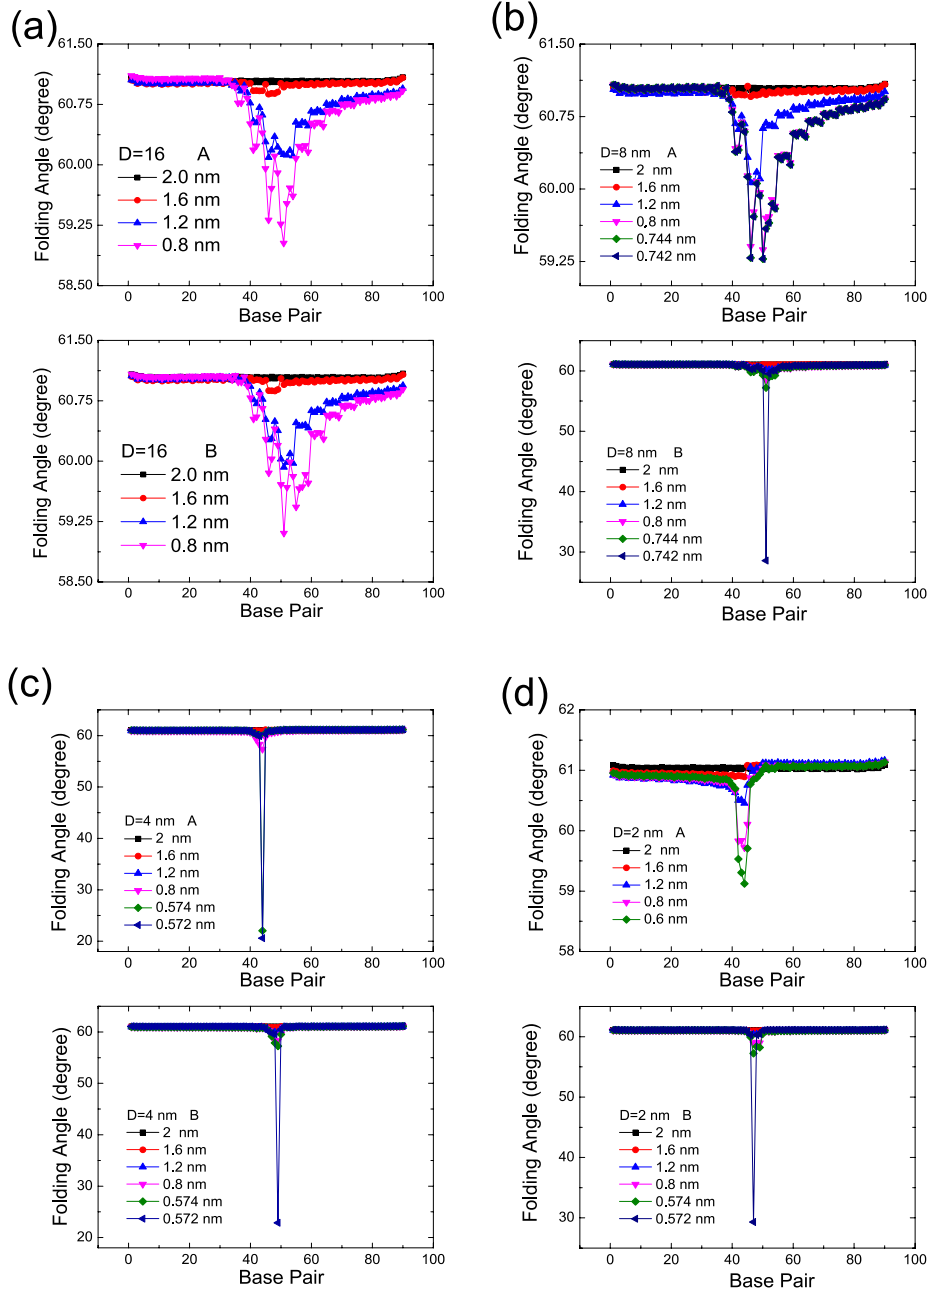 (a)
61.50
60.75
60.00
59.25
58.50
Folding Angle (degree)
D=16 A
2.0 nm
1.6 nm
1.2 nm
0.8 nm
0 20 40 60 80 100
Base Pair
61.50
60.75
60.00
59.25
58.50
Folding Angle (degree)
D=16 B
2.0 nm
1.6 nm
1.2 nm
0.8 nm
0 20 40 60 80 100
Base Pair
(b)
61.50
60.75
60.00
59.25
Folding Angle (degree)
D=8 nm A
2 nm
1.6 nm
1.2 nm
0.8 nm
0.744 nm
0.742 nm
0 20 40 60 80 100
Base Pair
60
50
40
30
Folding Angle (degree)
D=8 nm B
2 nm
1.6 nm
1.2 nm
0.8 nm
0.744 nm
0.742 nm
0 20 40 60 80 100
Base Pair
(c)
60
50
40
30
20
Folding Angle (degree)
D=4 nm A
2 nm
1.6 nm
1.2 nm
0.8 nm
0.574 nm
0.572 nm
0 20 40 60 80 100
Base Pair
60
50
40
30
20
Folding Angle (degree)
D=4 nm B
2 nm
1.6 nm
1.2 nm
0.8 nm
0.574 nm
0.572 nm
0 20 40 60 80 100
Base Pair
(d)
62
61
60
59
58
Folding Angle (degree)
D=2 nm A
2 nm
1.6 nm
1.2 nm
0.8 nm
0.6 nm
0 20 40 60 80 100
Base Pair
60
50
40
30
Folding Angle (degree)
D=2 nm B
2 nm
1.6 nm
1.2 nm
0.8 nm
0.574 nm
0.572 nm
0 20 40 60 80 100
Base Pair